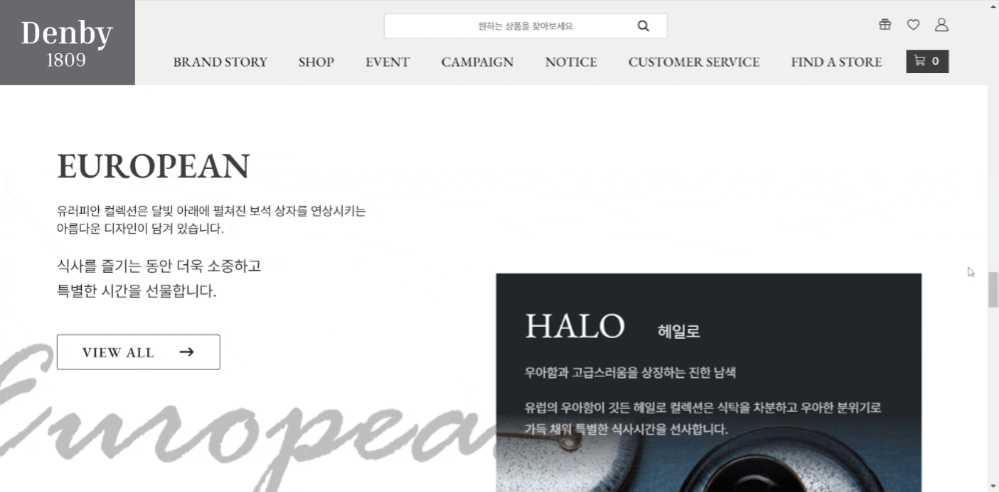 Denby
1809
원하는 상품을 찾아보세요
BRAND STORY SHOP EVENT CAMPAIGN NOTICE CUSTOMER SERVICE FIND A STORE 0
EUROPEAN
유러피안 컬렉션은 달빛 아래에 펼쳐진 보석 상자를 연상시키는
아름다운 디자인이 담겨 있습니다.
식사를 즐기는 동안 더욱 소중하고
특별한 시간을 선물합니다.
VIEW ALL
European
HALO 헤일로
우아함과 고급스러움을 상징하는 진한 남색
유럽의 우아함이 깃든 헤일로 컬렉션은 식탁을 차분하고 우아한 분위기로
가득 채워 특별한 식사시간을 선사합니다.